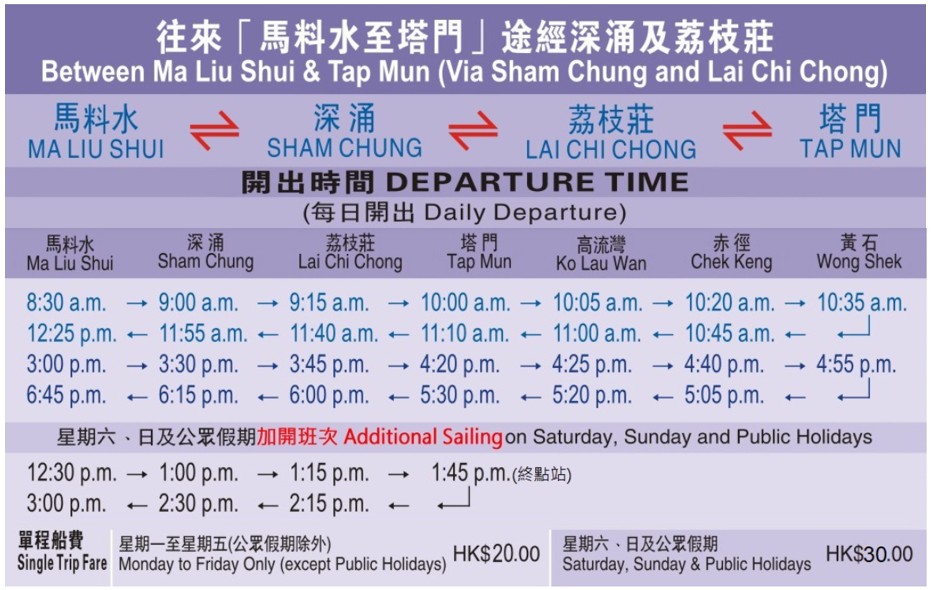 往來「馬料水至塔門」途經深涌及荔枝莊
Between Ma Liu Shui & Tap Mun (Via Sham Chung and Lai Chi Chong)
馬料水 ⇌ 深涌 ⇌ 荔枝莊 ⇌ 塔門
MA LIU SHUI SHAM CHUNG LAI CHI CHONG TAP MUN
開出時間 DEPARTURE TIME
(每日開出 Daily Departure)
馬料水 深涌 荔枝莊 塔門 高流灣 赤徑 黃石
Ma Liu Shui Sham Chung Lai Chi Chong Tap Mun Ko Lau Wan Chek Keng Wong Shek
8:30 a.m. → 9:00 a.m. → 9:15 a.m. → 10:00 a.m. → 10:05 a.m. → 10:20 a.m. → 10:35 a.m.
12:25 p.m. ← 11:55 a.m. ← 11:40 a.m. ← 11:10 a.m. ← 11:00 a.m. ← 10:45 a.m. ←
3:00 p.m. → 3:30 p.m. → 3:45 p.m. → 4:20 p.m. → 4:25 p.m. → 4:40 p.m. → 4:55 p.m.
6:45 p.m. ← 6:15 p.m. ← 6:00 p.m. ← 5:30 p.m. ← 5:20 p.m. ← 5:05 p.m. ←
星期六、日及公眾假期加開班次 Additional Sailing on Saturday, Sunday and Public Holidays
12:30 p.m. → 1:00 p.m. → 1:15 p.m. → 1:45 p.m.(終點站)
3:00 p.m. ← 2:30 p.m. ← 2:15 p.m. ←
單程船費 星期一至星期五(公眾假期除外) HK$20.00 星期六、日及公眾假期 HK$30.00
Single Trip Fare Monday to Friday Only (except Public Holidays) Saturday, Sunday & Public Holidays